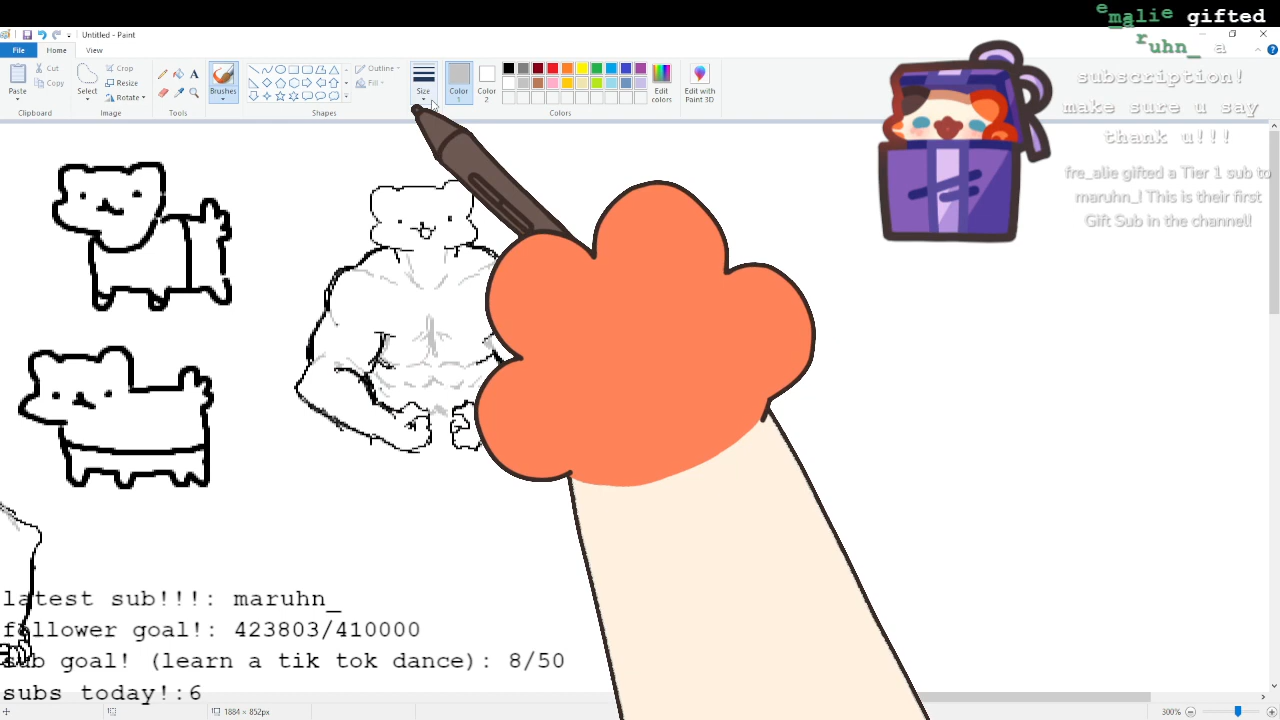 emalie gifted
ruhn_ a
subscription!
make sure u say
thank u!!!
fre_alie gifted a Tier 1 sub to
maruhn_! This is their first
Gift Sub in the channel!
Untitled - Paint
File Home View
Paste Cut Copy Select Crop Resize Rotate Brushes Outline Fill Size Color 1 Color 2 Edit colors Edit with Paint 3D
Clipboard Image Tools Shapes Colors
latest sub!!!: maruhn_
follower goal!: 423803/410000
sub goal! (learn a tik tok dance): 8/50
subs today!:6
1884 × 852px 300%